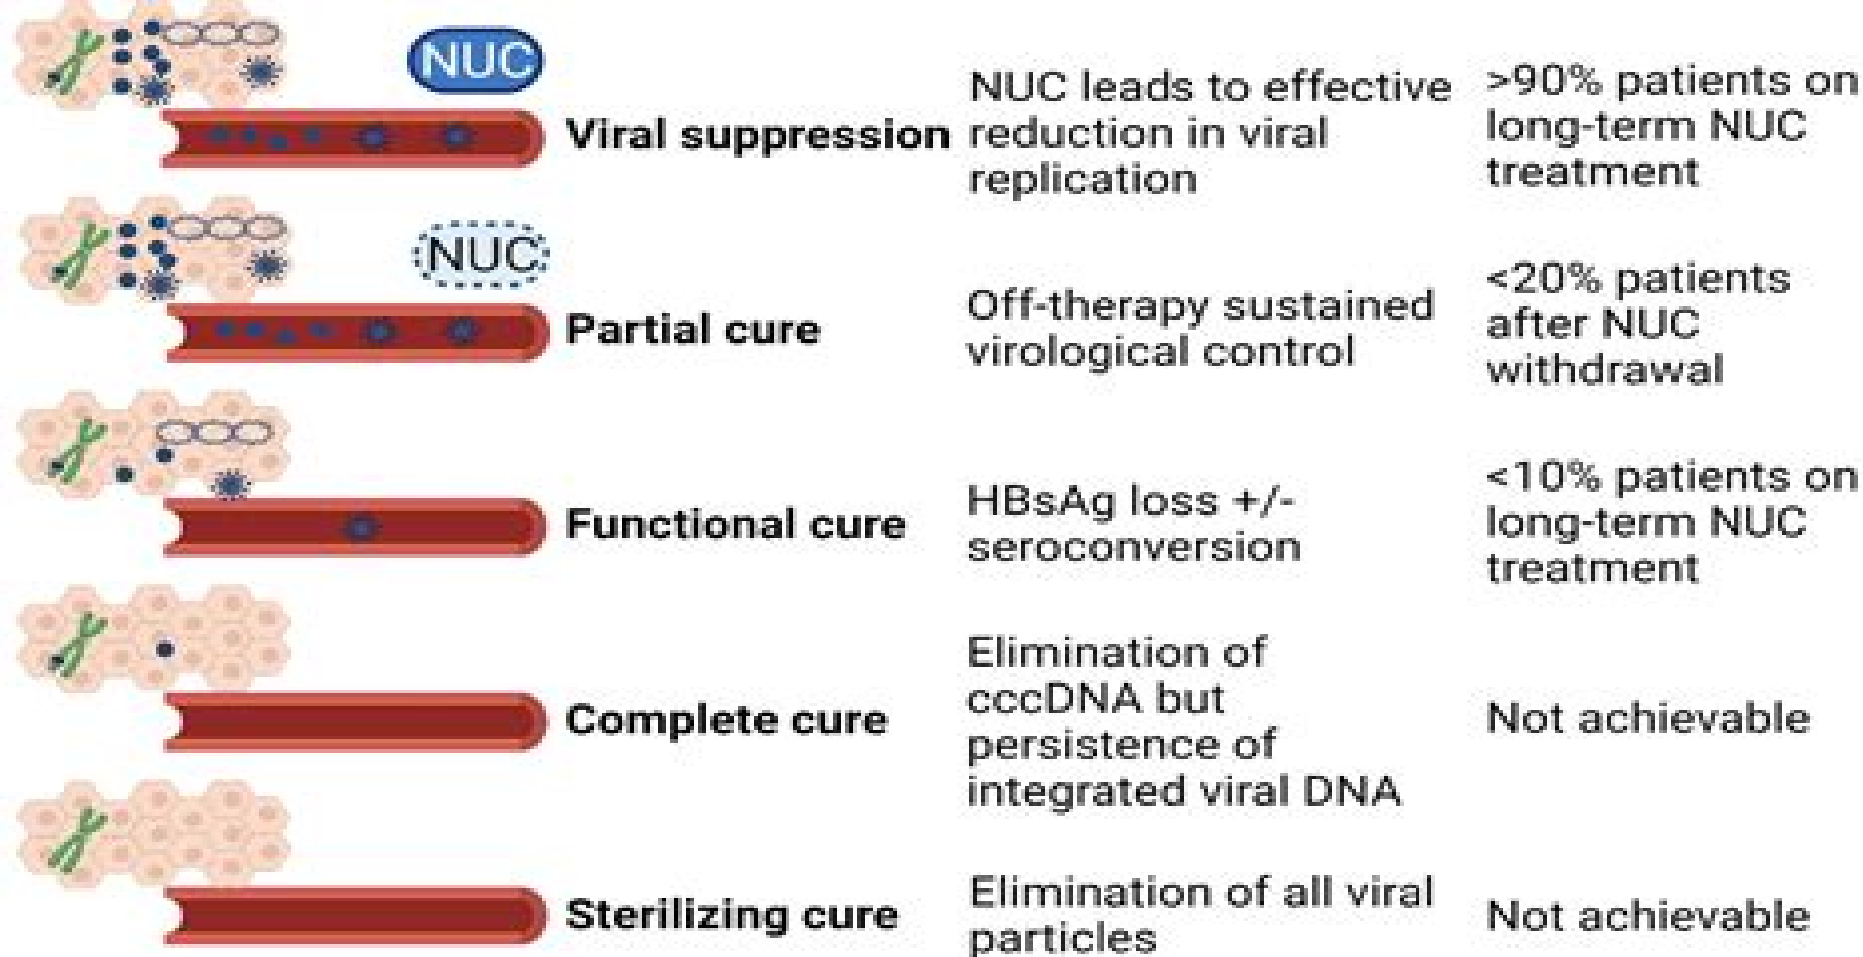 NUC
Viral suppression
NUC leads to effective
reduction in viral
replication
>90% patients on
long-term NUC
treatment
NUC
Partial cure
Off-therapy sustained
virological control
<20% patients
after NUC
withdrawal
Functional cure
HBsAg loss +/-
seroconversion
<10% patients on
long-term NUC
treatment
Complete cure
Elimination of
cccDNA but
persistence of
integrated viral DNA
Not achievable
Sterilizing cure
Elimination of all viral
particles
Not achievable